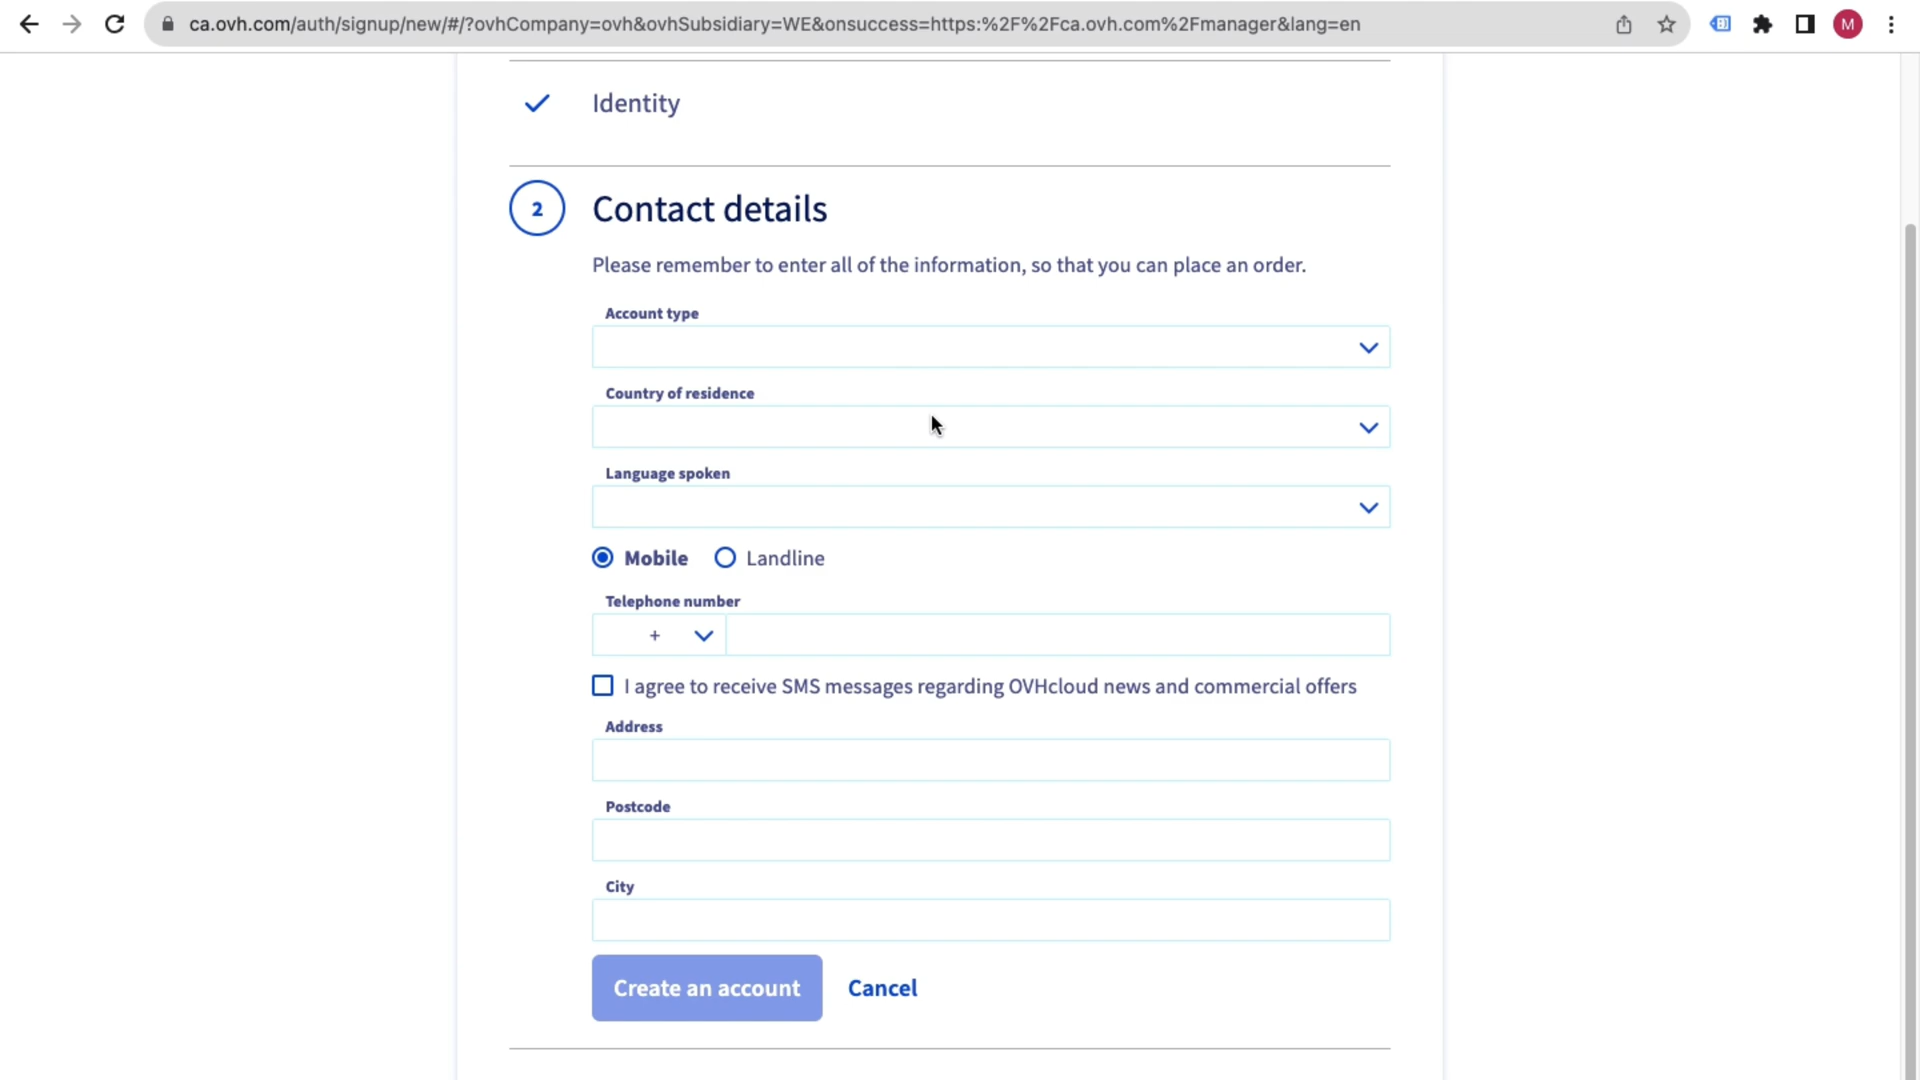 ca.ovh.com/auth/signup/new/#/?ovhCompany=ovh&ovhSubsidiary=WE&onsuccess=https:%2F%2Fca.ovh.com%2Fmanager&lang=en
M
Identity
2
Contact details
Please remember to enter all of the information, so that you can place an order.
Account type
Country of residence
Language spoken
Mobile
Landline
Telephone number
+
I agree to receive SMS messages regarding OVHcloud news and commercial offers
Address
Postcode
City
Create an account
Cancel